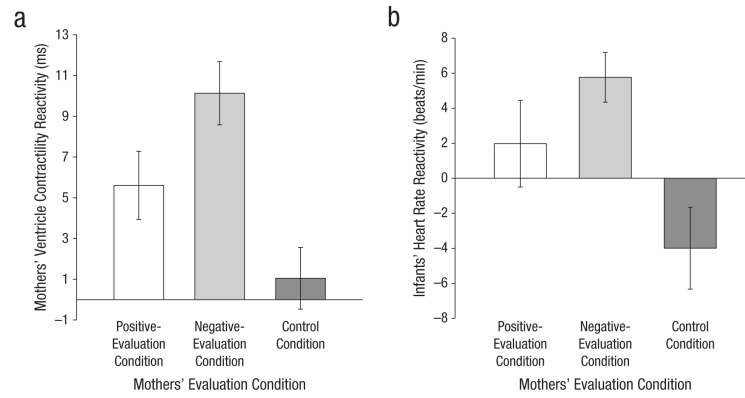 a
Mothers' Ventricle Contractility Reactivity (ms)
13
11
9
7
5
3
1
–1
Positive-
Evaluation
Condition
Negative-
Evaluation
Condition
Control
Condition
Mothers' Evaluation Condition
b
Infants' Heart Rate Reactivity (beats/min)
8
6
4
2
0
–2
–4
–6
–8
Positive-
Evaluation
Condition
Negative-
Evaluation
Condition
Control
Condition
Mothers' Evaluation Condition